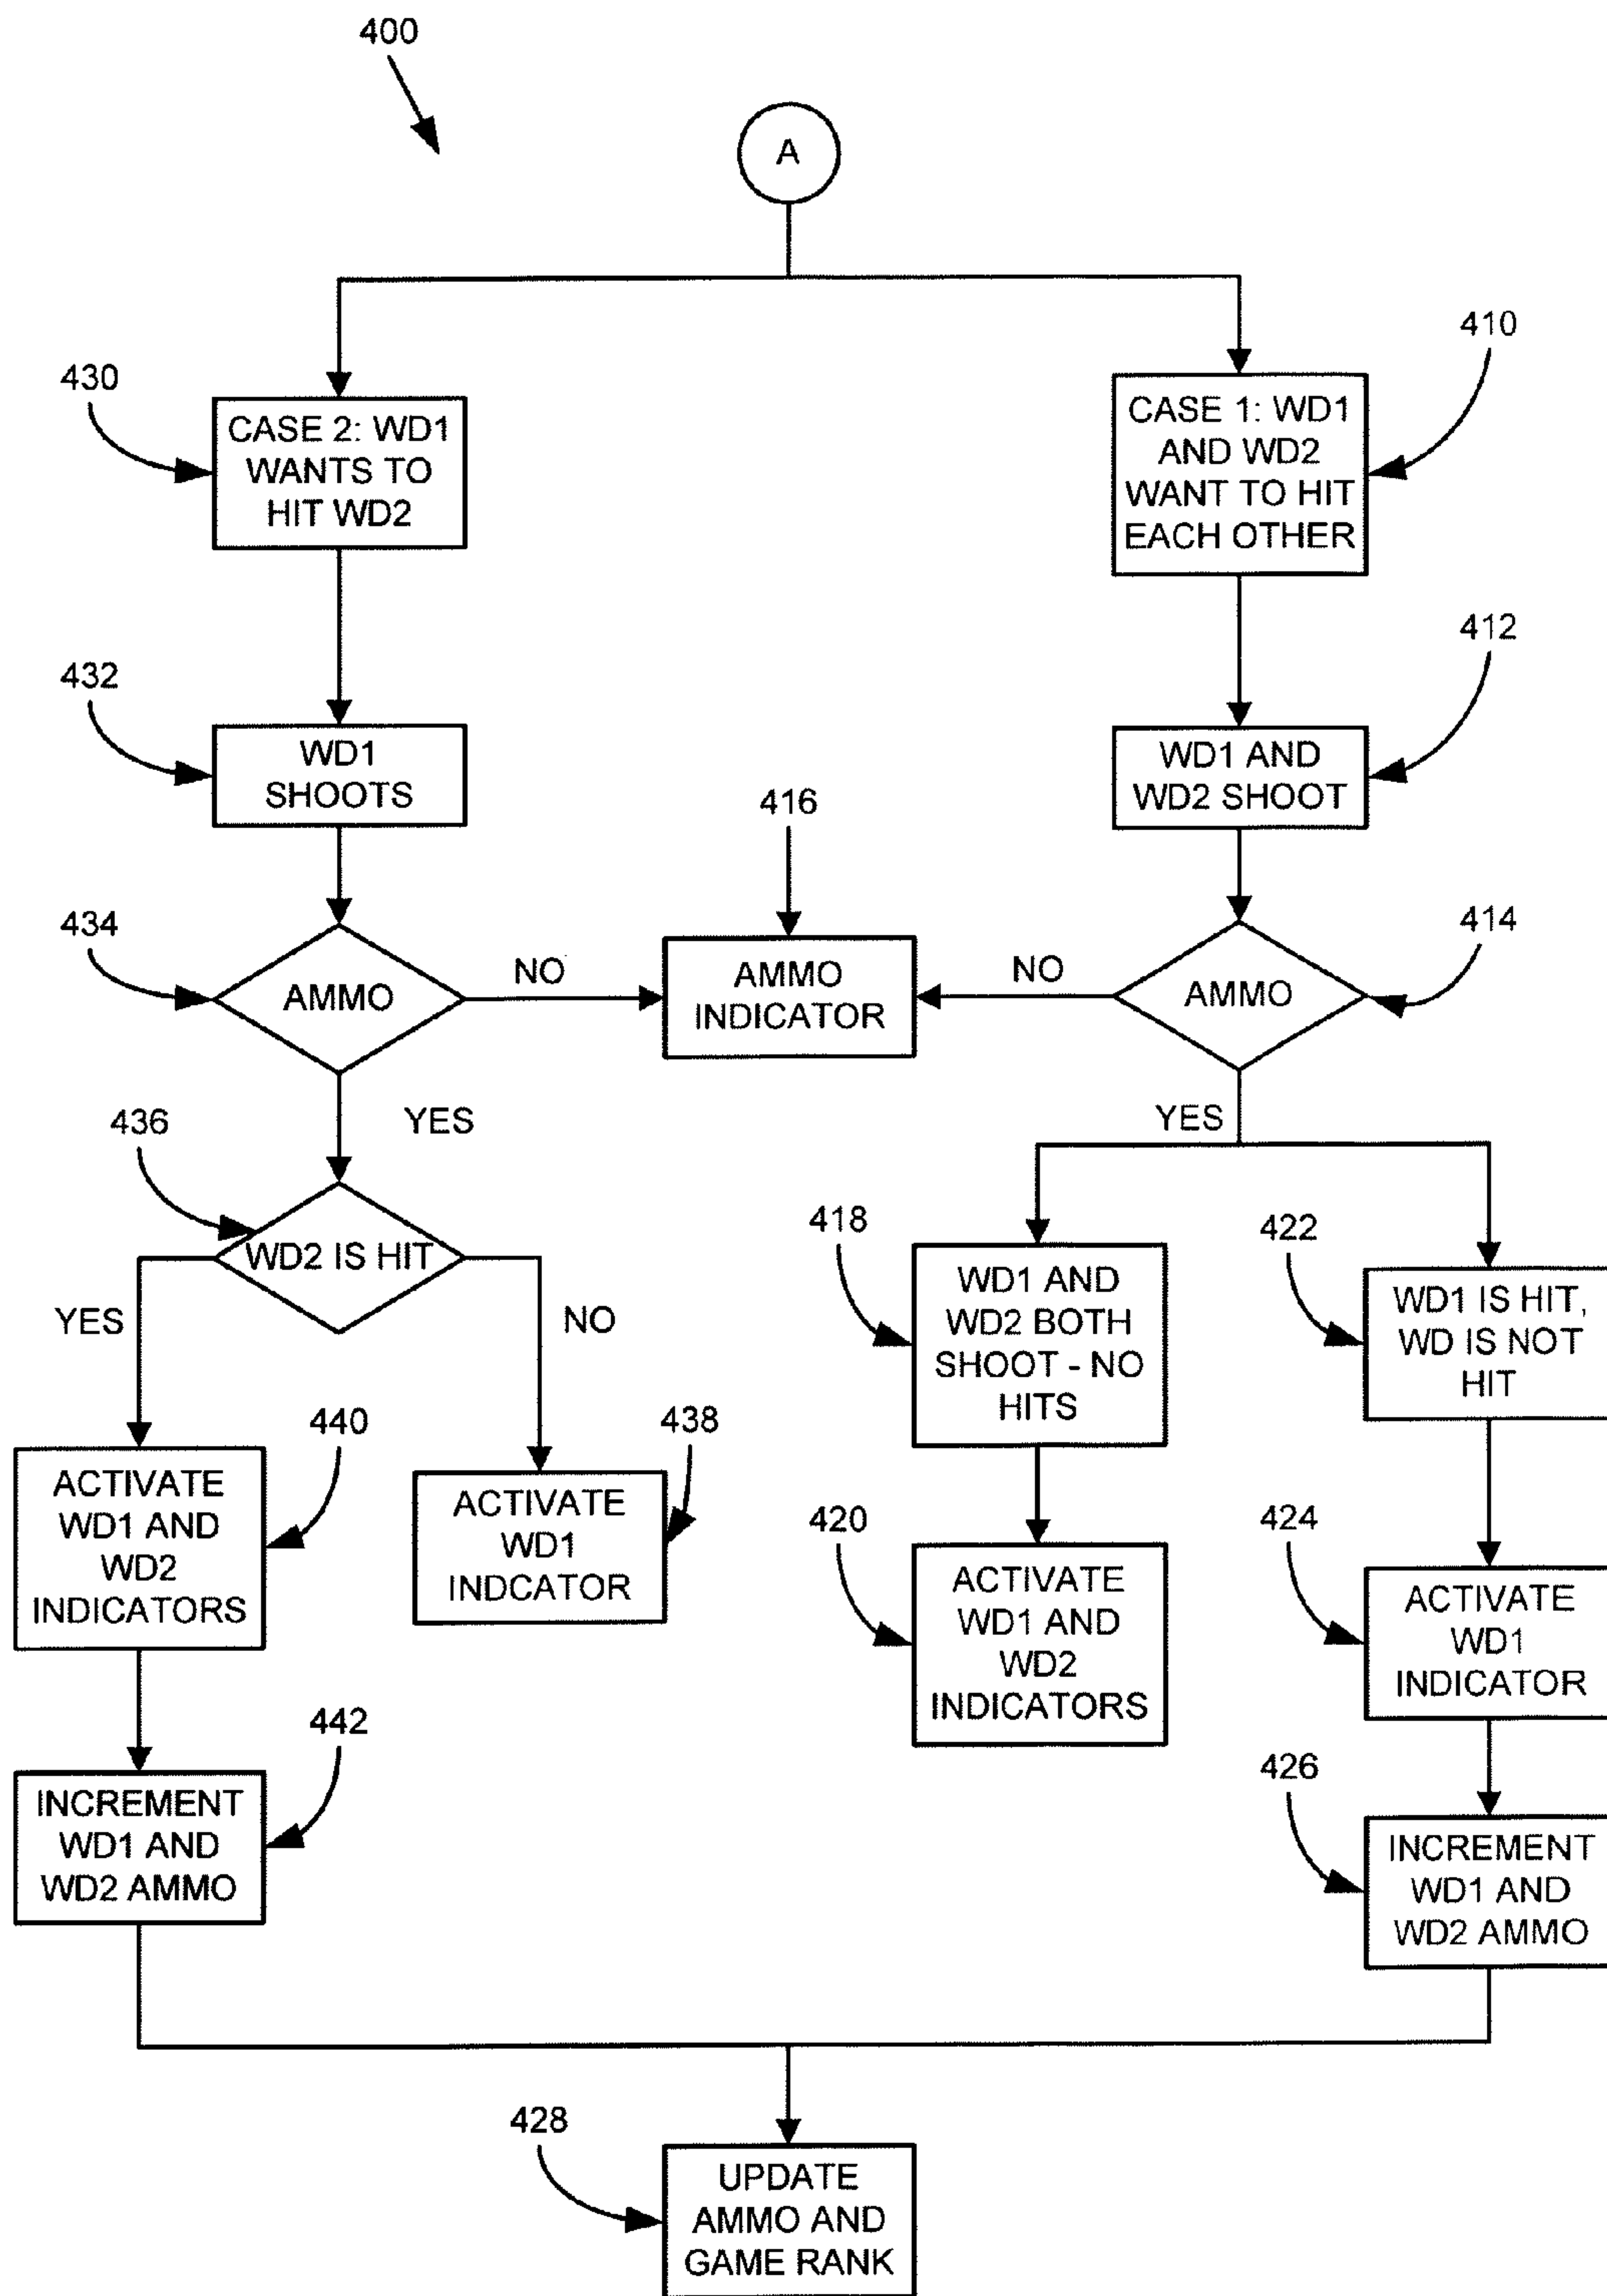 400
A
410
430
CASE 2: WD1
WANTS TO
HIT WD2
CASE 1: WD1
AND WD2
WANT TO HIT
EACH OTHER
412
432
WD1
SHOOTS
WD1 AND
WD2 SHOOT
416
434
414
AMMO
NO
AMMO
INDICATOR
NO
AMMO
436
YES
YES
418
422
WD2 IS HIT
YES
NO
WD1 AND
WD2 BOTH
SHOOT - NO
HITS
WD1 IS HIT,
WD IS NOT
HIT
440
438
ACTIVATE
WD1 AND
WD2
INDICATORS
ACTIVATE
WD1
INDCATOR
420
424
ACTIVATE
WD1 AND
WD2
INDICATORS
ACTIVATE
WD1
INDICATOR
442
426
INCREMENT
WD1 AND
WD2 AMMO
INCREMENT
WD1 AND
WD2 AMMO
428
UPDATE
AMMO AND
GAME RANK